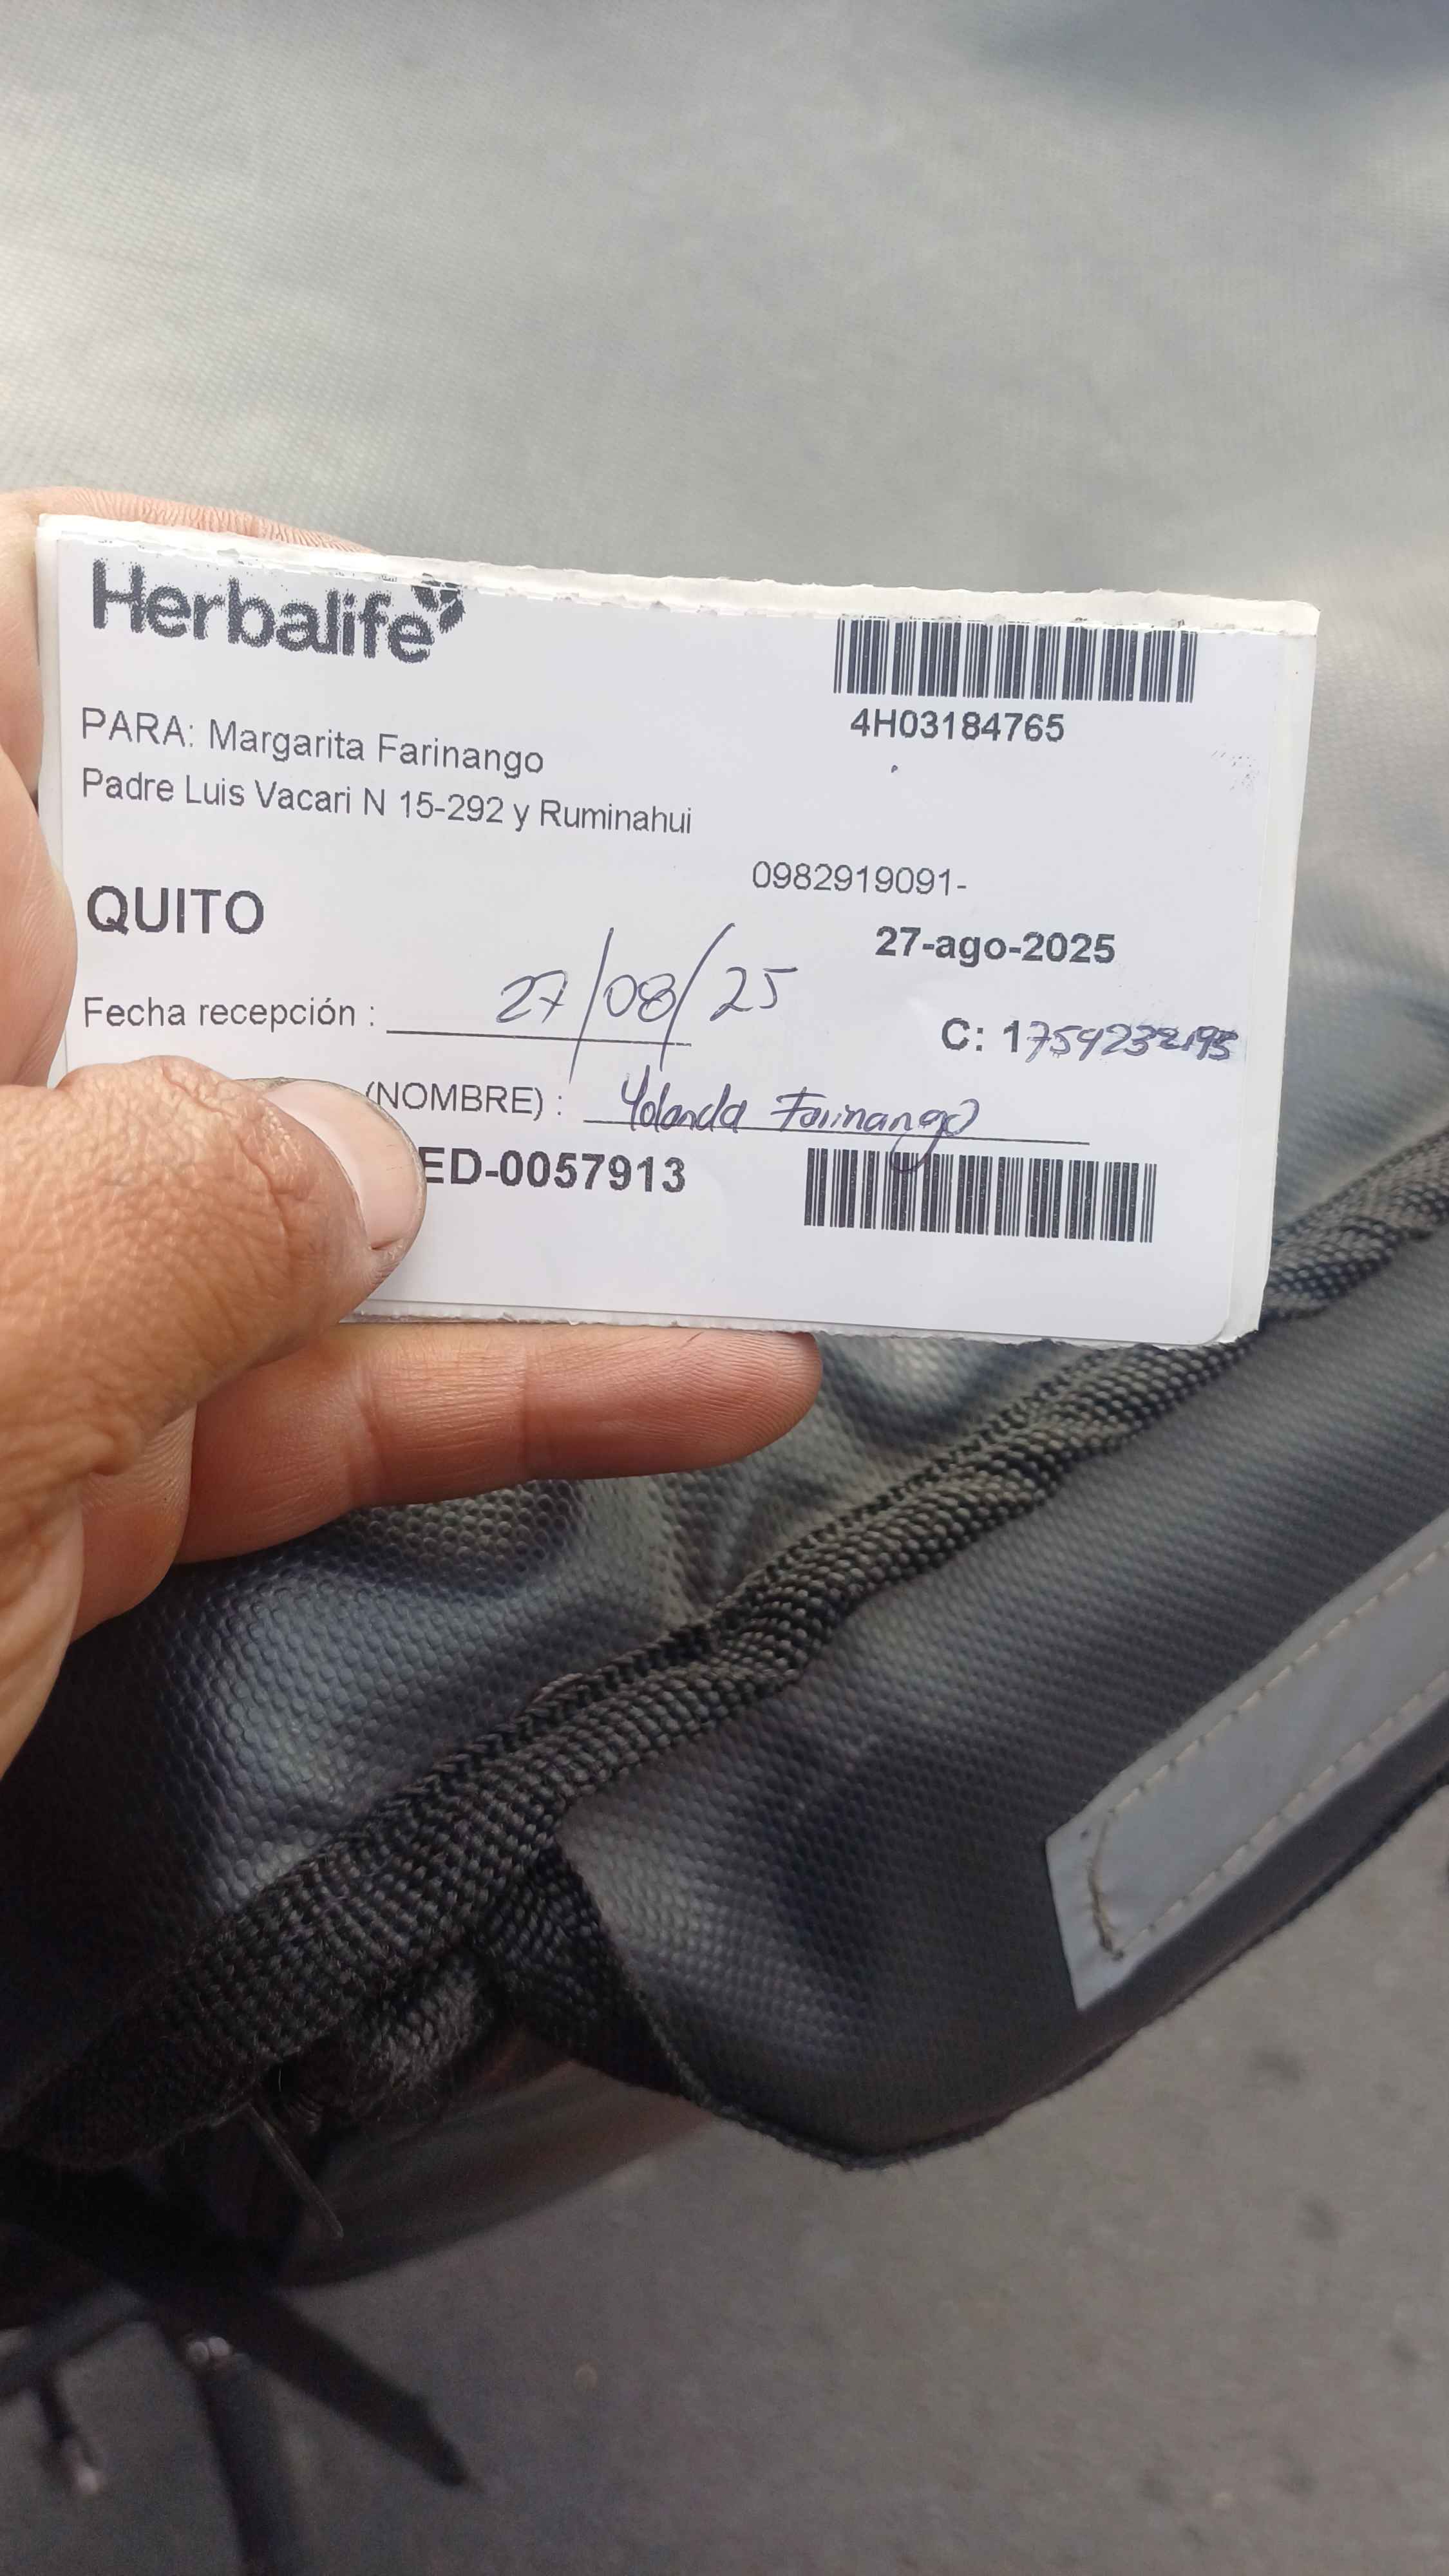 Herbalife
4H03184765
PARA: Margarita Farinango
Padre Luis Vacari N 15-292 y Ruminahui
0982919091-
QUITO
27-ago-2025
Fecha recepción : 27/08/25
C: 1
(NOMBRE) : Yolanda Farinango
ED-0057913